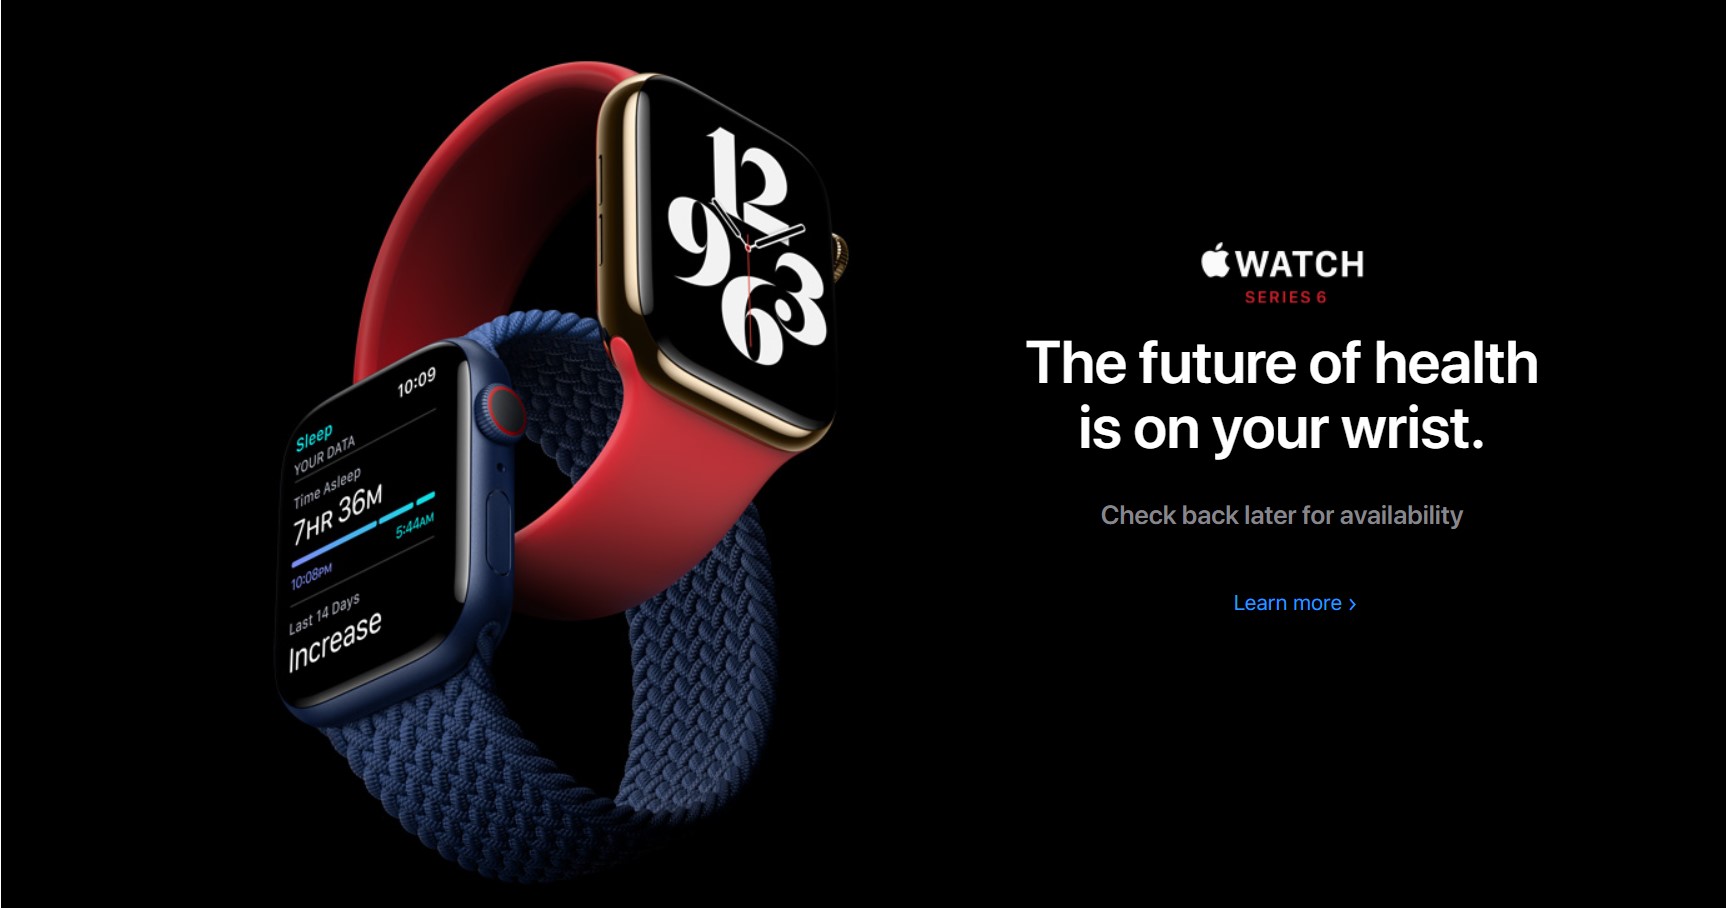 12
9
3
6
10:09
Sleep
YOUR DATA
Time Asleep
7HR 36M
5:44AM
10:08PM
Last 14 Days
Increase
WATCH
SERIES 6
The future of health
is on your wrist.
Check back later for availability
Learn more ›